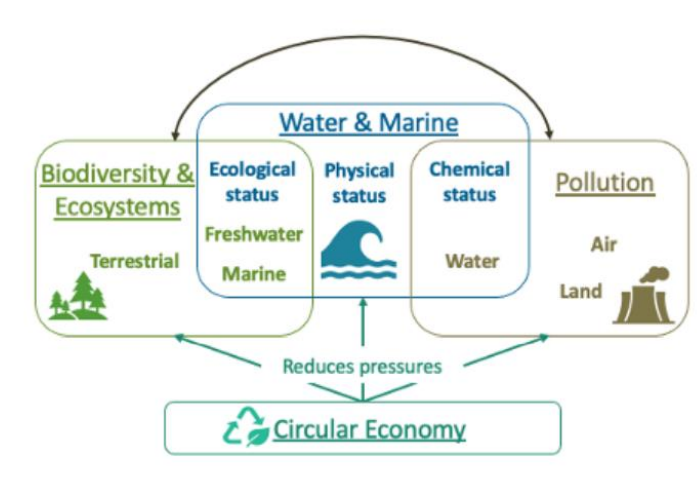 Water & Marine
Biodiversity &
Ecosystems
Terrestrial
Ecological
status
Freshwater
Marine
Physical
status
Chemical
status
Water
Pollution
Air
Land
Reduces pressures
Circular Economy